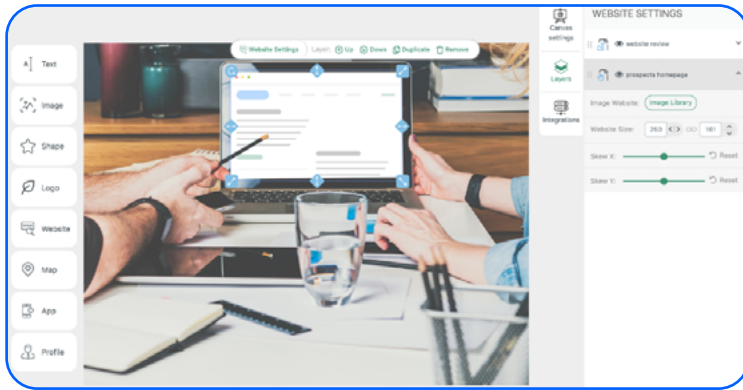 Text
Image
Shape
Logo
Website
Map
App
Profile
Website Settings
Layer: Up Down Duplicate Remove
Canvas
settings
Layers
Integrations
WEBSITE SETTINGS
website review
prospects homepage
Image Website: Image Library
Website Size: 263 161
Skew X: Reset
Skew Y: Reset